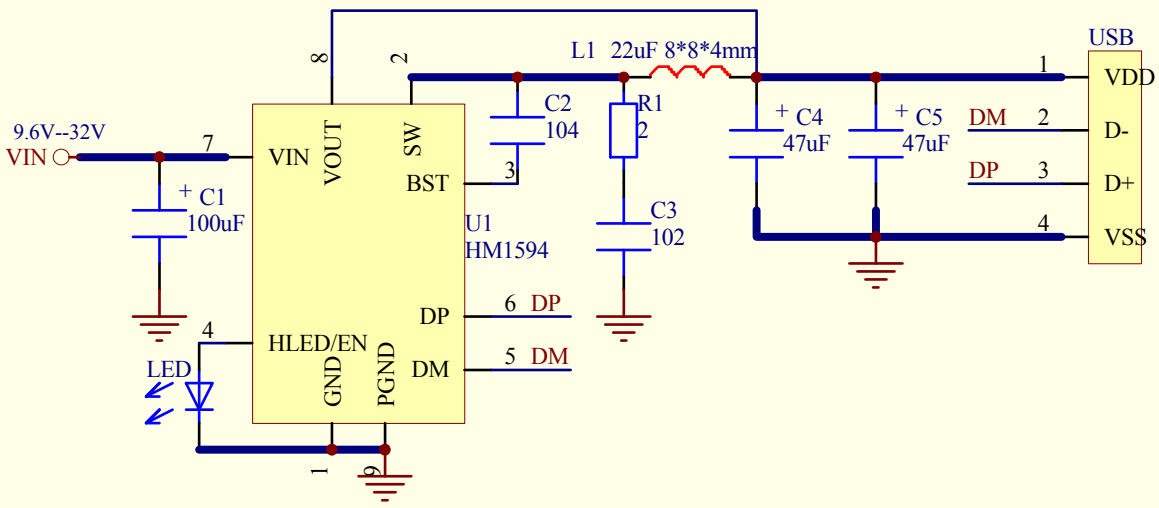 8
2
L1 22uF 8*8*4mm
USB
1
VDD
9.6V--32V
VIN
7
VIN
VOUT
SW
BST
3
C2
104
R1
2
+
C4
47uF
+
C5
47uF
DM
2
D-
DP
3
D+
+
C1
100uF
U1
HM1594
C3
102
4
VSS
DP
6
DP
4
HLED/EN
LED
DM
5
DM
GND
PGND
1
9